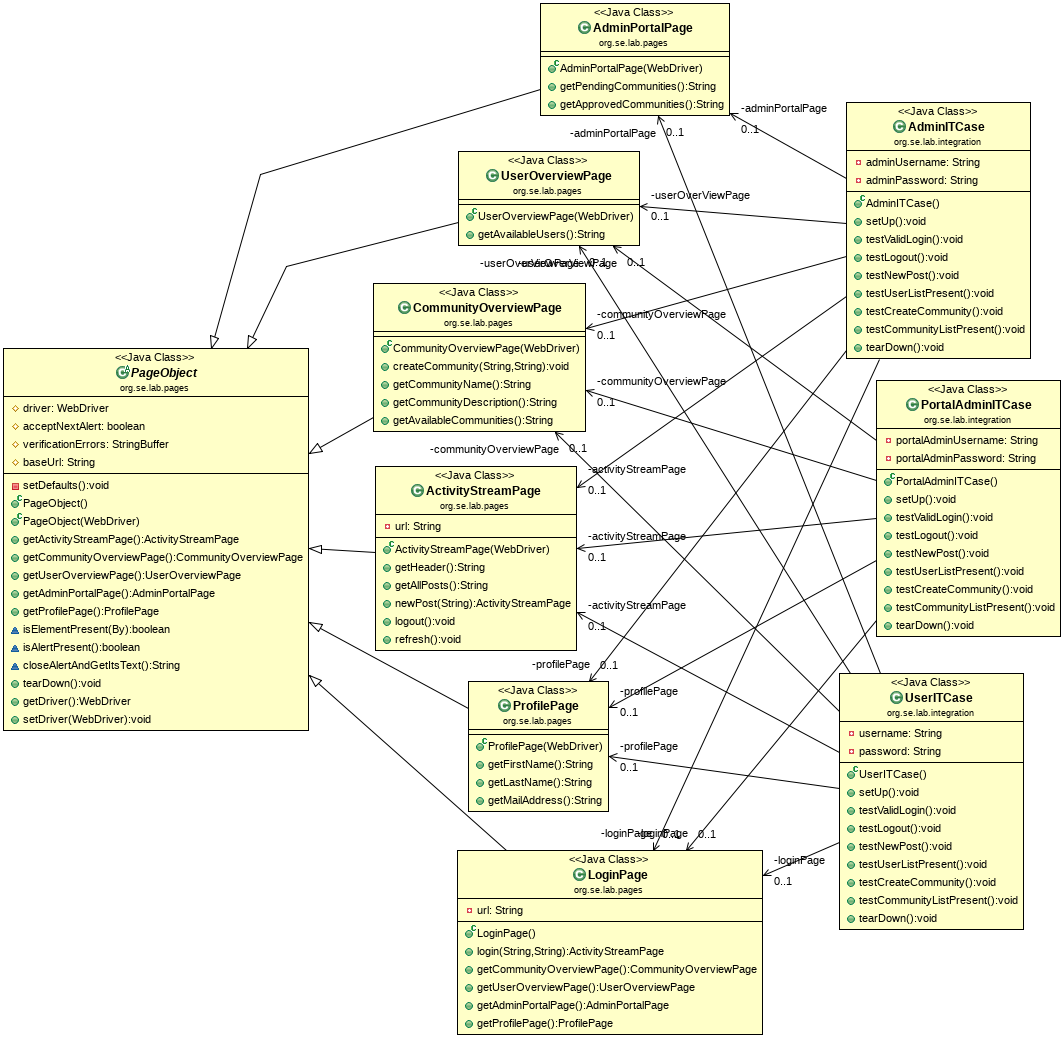 <<Java Class>>
AdminPortalPage
org.se.lab.pages
AdminPortalPage(WebDriver)
getPendingCommunities():String
getApprovedCommunities():String
-adminPortalPage
0..1
-adminPortalPage
0..1
<<Java Class>>
AdminITCase
org.se.lab.integration
adminUsername: String
adminPassword: String
AdminITCase()
setUp():void
testValidLogin():void
testLogout():void
testNewPost():void
testUserListPresent():void
testCreateCommunity():void
testCommunityListPresent():void
tearDown():void
<<Java Class>>
UserOverviewPage
org.se.lab.pages
UserOverviewPage(WebDriver)
getAvailableUsers():String
-userOverViewPage
0..1
-userOverViewPage
0..1
-userOverViewPage
0..1
<<Java Class>>
CommunityOverviewPage
org.se.lab.pages
CommunityOverviewPage(WebDriver)
createCommunity(String,String):void
getCommunityName():String
getCommunityDescription():String
getAvailableCommunities():String
-communityOverviewPage
0..1
-communityOverviewPage
0..1
-communityOverviewPage
0..1
<<Java Class>>
PageObject
org.se.lab.pages
driver: WebDriver
acceptNextAlert: boolean
verificationErrors: StringBuffer
baseUrl: String
setDefaults():void
PageObject()
PageObject(WebDriver)
getActivityStreamPage():ActivityStreamPage
getCommunityOverviewPage():CommunityOverviewPage
getUserOverviewPage():UserOverviewPage
getAdminPortalPage():AdminPortalPage
getProfilePage():ProfilePage
isElementPresent(By):boolean
isAlertPresent():boolean
closeAlertAndGetItsText():String
tearDown():void
getDriver():WebDriver
setDriver(WebDriver):void
<<Java Class>>
PortalAdminITCase
org.se.lab.integration
portalAdminUsername: String
portalAdminPassword: String
PortalAdminITCase()
setUp():void
testValidLogin():void
testLogout():void
testNewPost():void
testUserListPresent():void
testCreateCommunity():void
testCommunityListPresent():void
tearDown():void
<<Java Class>>
ActivityStreamPage
org.se.lab.pages
url: String
ActivityStreamPage(WebDriver)
getHeader():String
getAllPosts():String
newPost(String):ActivityStreamPage
logout():void
refresh():void
-activityStreamPage
0..1
-activityStreamPage
0..1
-activityStreamPage
0..1
<<Java Class>>
ProfilePage
org.se.lab.pages
ProfilePage(WebDriver)
getFirstName():String
getLastName():String
getMailAddress():String
-profilePage
0..1
-profilePage
0..1
-profilePage
0..1
<<Java Class>>
UserITCase
org.se.lab.integration
username: String
password: String
UserITCase()
setUp():void
testValidLogin():void
testLogout():void
testNewPost():void
testUserListPresent():void
testCreateCommunity():void
testCommunityListPresent():void
tearDown():void
-loginPage
0..1
-loginPage
0..1
-loginPage
0..1
<<Java Class>>
LoginPage
org.se.lab.pages
url: String
LoginPage()
login(String,String):ActivityStreamPage
getCommunityOverviewPage():CommunityOverviewPage
getUserOverviewPage():UserOverviewPage
getAdminPortalPage():AdminPortalPage
getProfilePage():ProfilePage